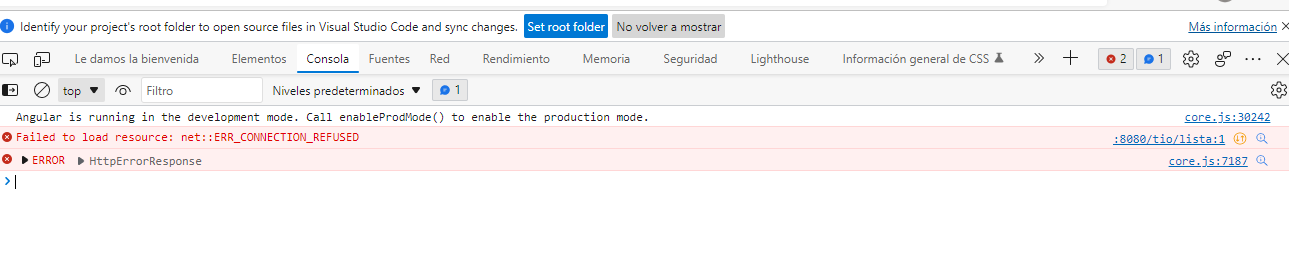 Identify your project's root folder to open source files in Visual Studio Code and sync changes. Set root folder No volver a mostrar Más información
Le damos la bienvenida Elementos Consola Fuentes Red Rendimiento Memoria Seguridad Lighthouse Información general de CSS 2 1
top Filtro Niveles predeterminados 1
Angular is running in the development mode. Call enableProdMode() to enable the production mode. core.js:30242
Failed to load resource: net::ERR_CONNECTION_REFUSED :8080/tio/lista:1
ERROR HttpErrorResponse core.js:7187